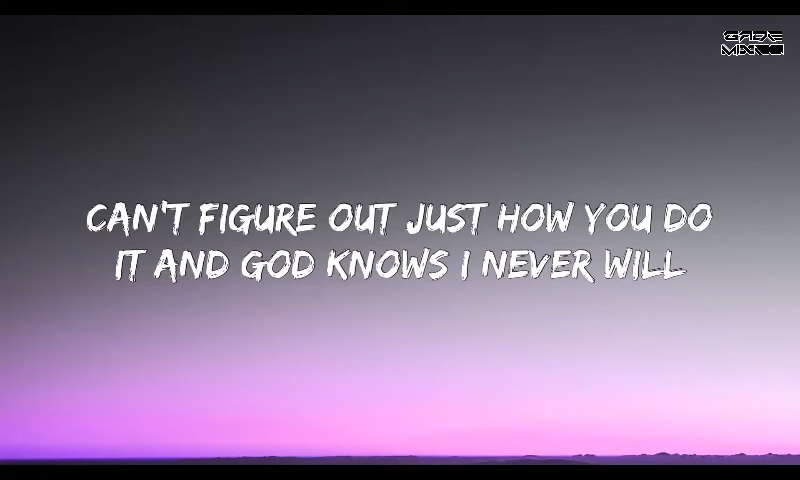 CAN'T FIGURE OUT JUST HOW YOU DO
IT AND GOD KNOWS I NEVER WILL